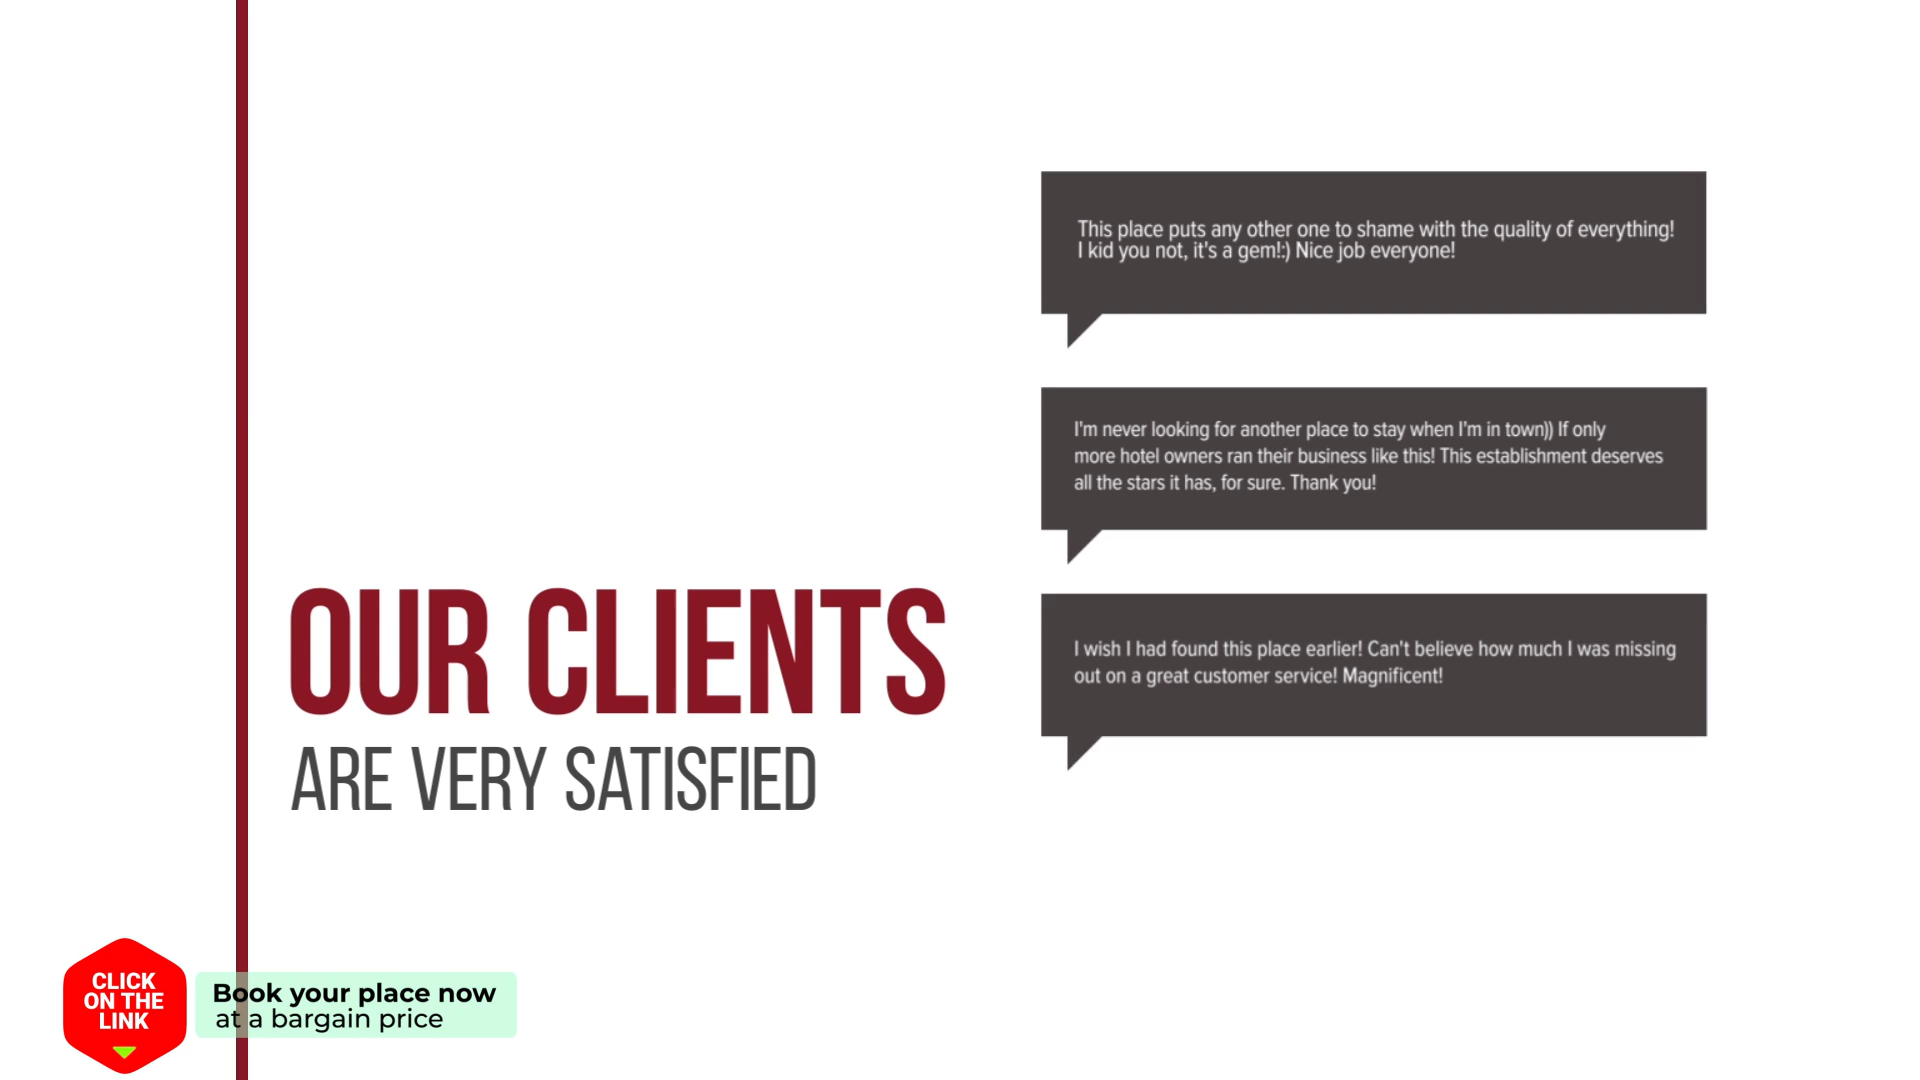 This place puts any other one to shame with the quality of everything!
I kid you not, it's a gem!:) Nice job everyone!
I'm never looking for another place to stay when I'm in town)) If only
more hotel owners ran their business like this! This establishment deserves
all the stars it has, for sure. Thank you!
I wish I had found this place earlier! Can't believe how much I was missing
out on a great customer service! Magnificent!
OUR CLIENTS
ARE VERY SATISFIED
CLICK
ON THE
LINK
Book your place now
at a bargain price